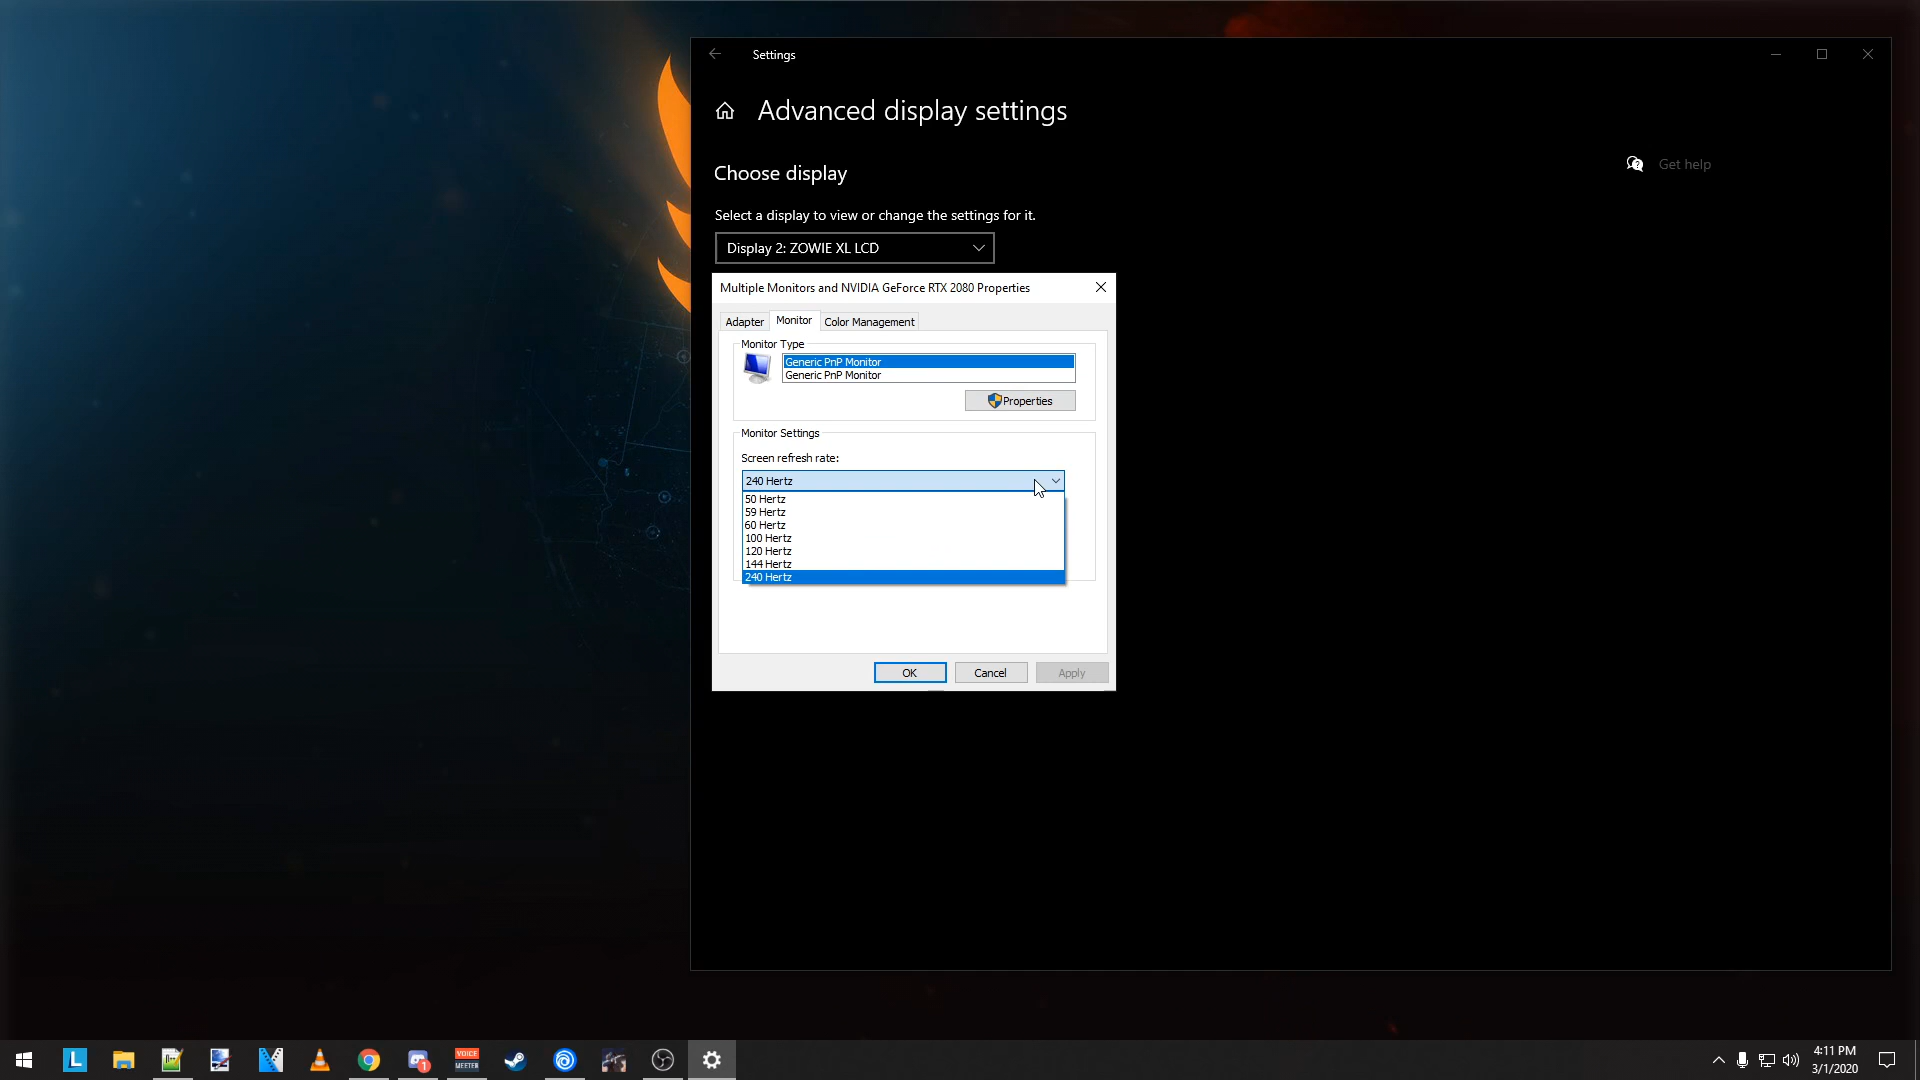 Settings
Advanced display settings
Get help
Choose display
Select a display to view or change the settings for it.
Display 2: ZOWIE XL LCD
Multiple Monitors and NVIDIA GeForce RTX 2080 Properties
Adapter Monitor Color Management
Monitor Type
Generic PnP Monitor
Generic PnP Monitor
Properties
Monitor Settings
Screen refresh rate:
240 Hertz
50 Hertz
59 Hertz
60 Hertz
100 Hertz
120 Hertz
144 Hertz
240 Hertz
OK Cancel Apply
L
1
VOICE
MEETER
4:11 PM
3/1/2020